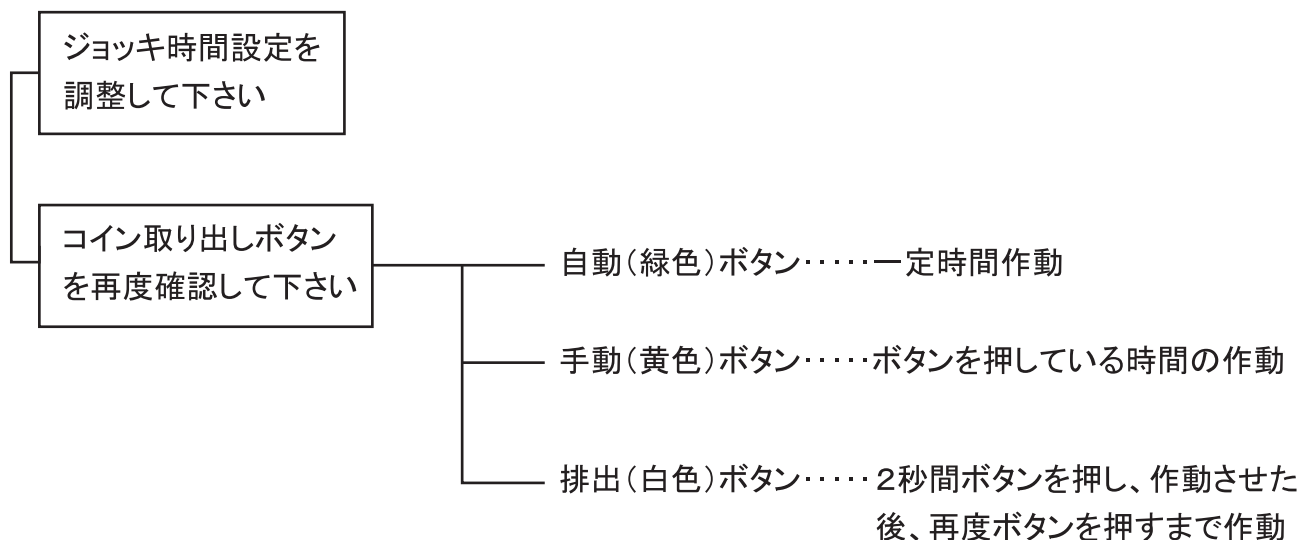 ジョッキ時間設定を
調整して下さい
コイン取り出しボタン
を再度確認して下さい
自動(緑色)ボタン‥‥‥一定時間作動
手動(黄色)ボタン‥‥‥ボタンを押している時間の作動
排出(白色)ボタン‥‥‥2秒間ボタンを押し、作動させた
後、再度ボタンを押すまで作動